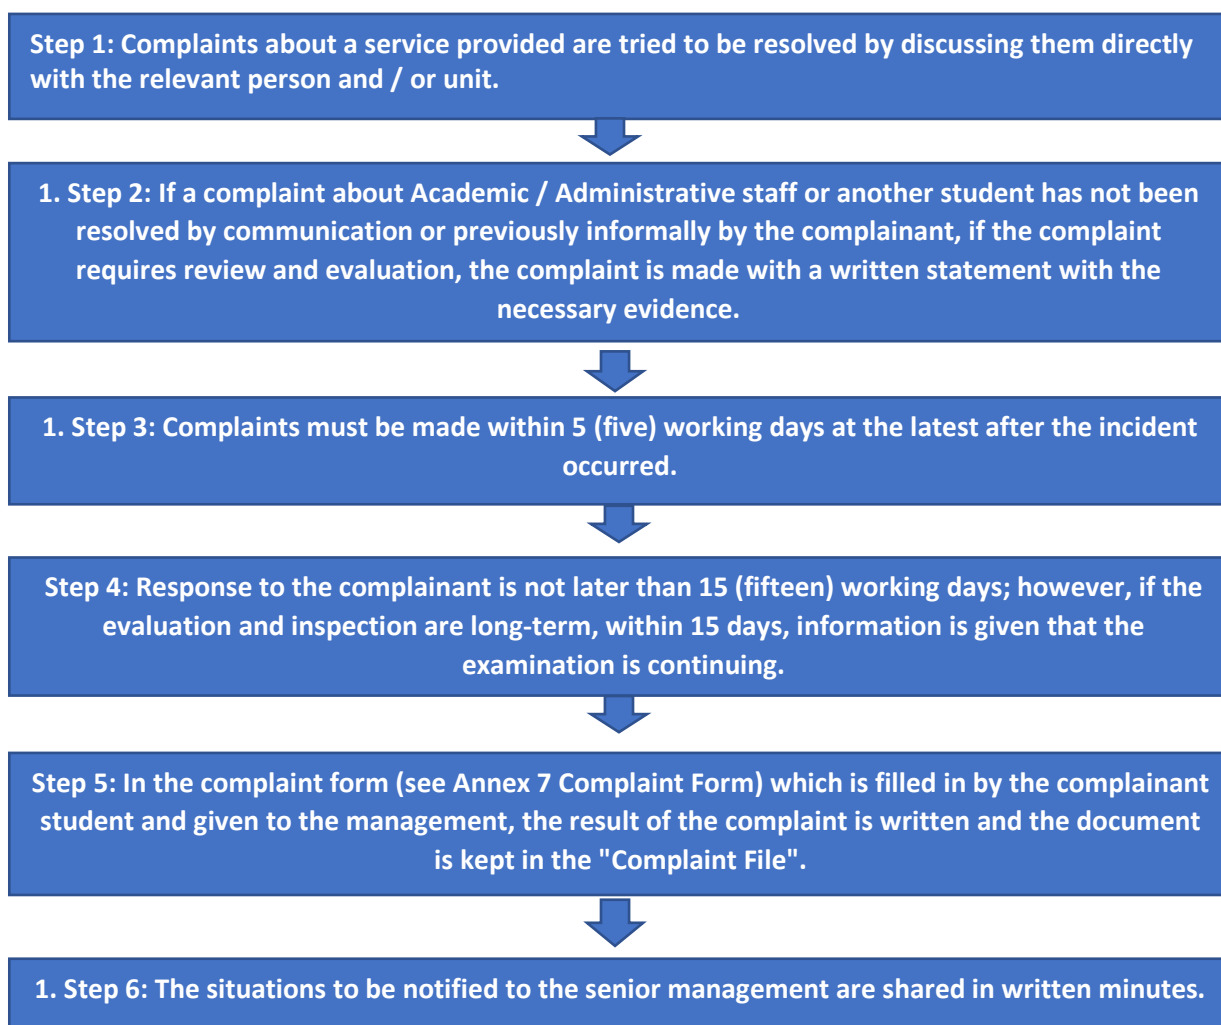 Step 1: Complaints about a service provided are tried to be resolved by discussing them directly
with the relevant person and / or unit.
1. Step 2: If a complaint about Academic / Administrative staff or another student has not been
resolved by communication or previously informally by the complainant, if the complaint
requires review and evaluation, the complaint is made with a written statement with the
necessary evidence.
1. Step 3: Complaints must be made within 5 (five) working days at the latest after the incident
occurred.
Step 4: Response to the complainant is not later than 15 (fifteen) working days; however, if the
evaluation and inspection are long-term, within 15 days, information is given that the
examination is continuing.
Step 5: In the complaint form (see Annex 7 Complaint Form) which is filled in by the complainant
student and given to the management, the result of the complaint is written and the document
is kept in the "Complaint File".
1. Step 6: The situations to be notified to the senior management are shared in written minutes.